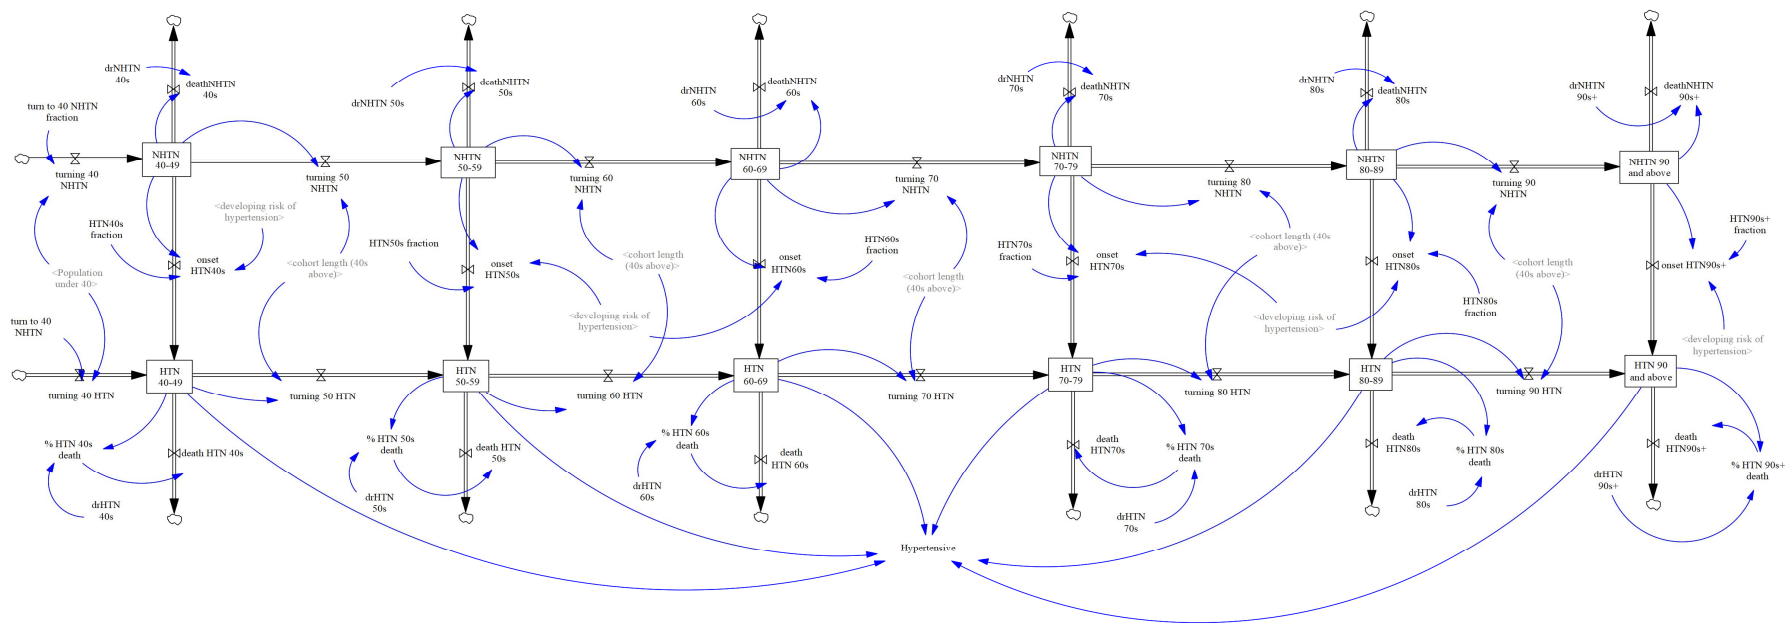 drNHTN
40s
deathNHTN
40s
turn to 40 NHTN
fraction
drNHTN 50s
deathNHTN
50s
drNHTN
60s
deathNHTN
60s
drNHTN
70s
deathNHTN
70s
drNHTN
80s
deathNHTN
80s
drNHTN
90s+
deathNHTN
90s+
NHTN
40-49
NHTN
50-59
NHTN
60-69
NHTN
70-79
NHTN
80-89
NHTN 90
and above
turning 40
NHTN
turning 50
NHTN
turning 60
NHTN
turning 70
NHTN
turning 80
NHTN
turning 90
NHTN
HTN40s
fraction
<developing risk of
hypertension>
onset
HTN40s
<Population
under 40>
<cohort length (40s
above)>
HTN50s fraction
onset
HTN50s
<cohort length
(40s above)>
<developing risk of
hypertension>
onset
HTN60s
HTN60s
fraction
<cohort length
(40s above)>
HTN70s
fraction
onset
HTN70s
<cohort length (40s
above)>
<developing risk of
hypertension>
onset
HTN80s
HTN80s
fraction
<cohort length
(40s above)>
onset HTN90s+
HTN90s+
fraction
<developing risk of
hypertension>
turn to 40
NHTN
HTN
40-49
HTN
50-59
HTN
60-69
HTN
70-79
HTN
80-89
HTN 90
and above
turning 40 HTN
turning 50 HTN
turning 60 HTN
turning 70 HTN
turning 80 HTN
turning 90 HTN
% HTN 40s
death
death HTN 40s
drHTN
40s
% HTN 50s
death
death HTN
50s
drHTN
50s
% HTN 60s
death
death
HTN 60s
drHTN
60s
death
HTN70s
% HTN 70s
death
drHTN
70s
death
HTN80s
% HTN 80s
death
drHTN
80s
death
HTN90s+
% HTN 90s+
death
drHTN
90s+
Hypertensive